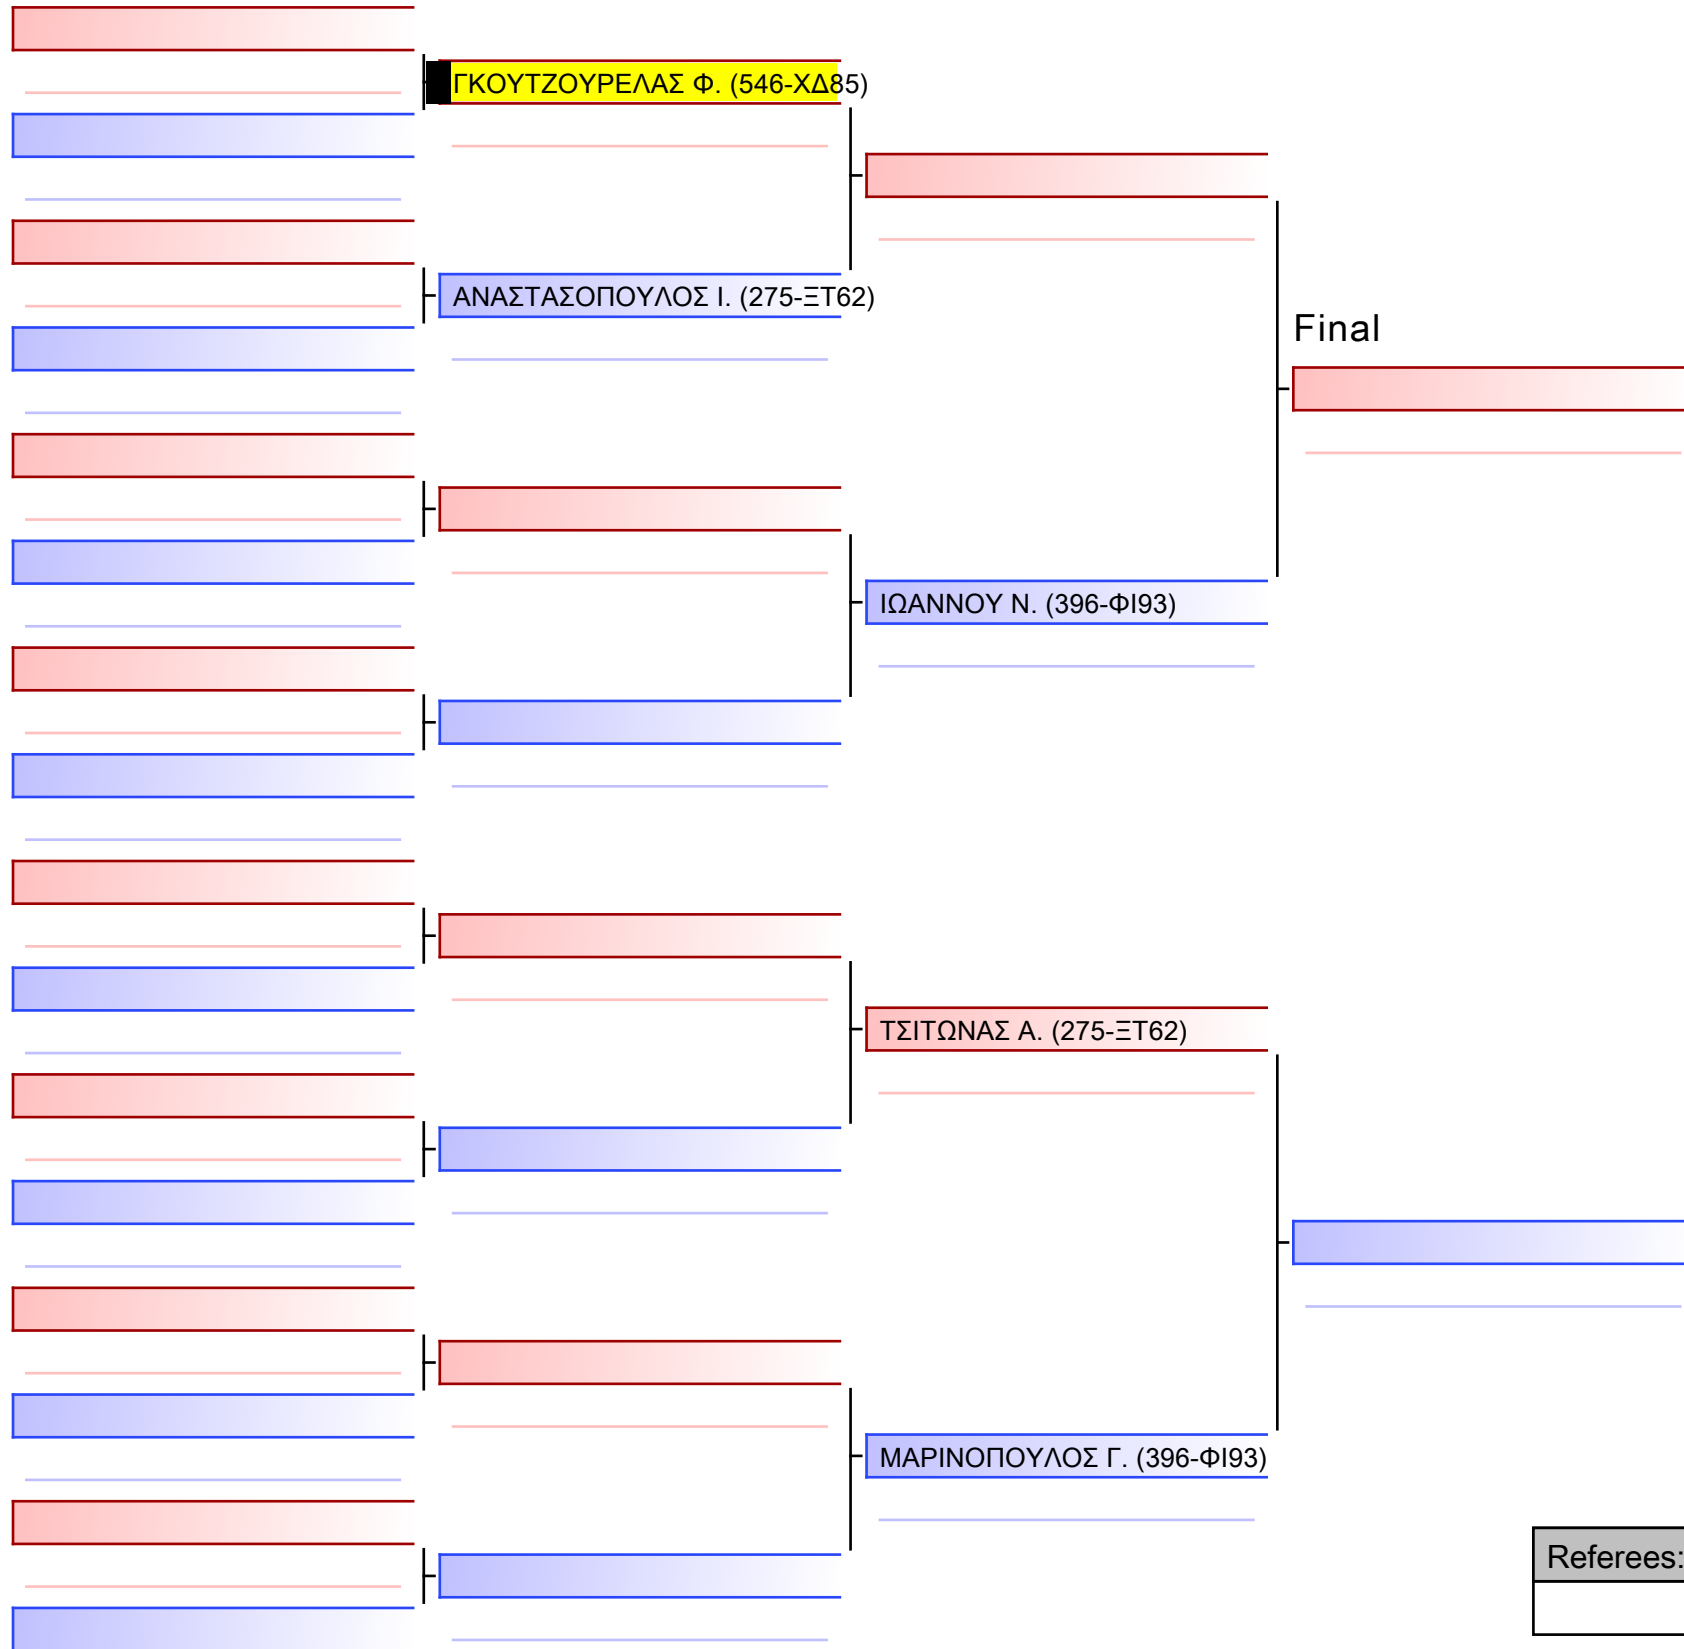 ΓΚΟΥΤΖΟΥΡΕΛΑΣ Φ. (546-ΧΔ85)
ΑΝΑΣΤΑΣΟΠΟΥΛΟΣ Ι. (275-ΞΤ62)
Final
ΙΩΑΝΝΟΥ Ν. (396-ΦΙ93)
ΤΣΙΤΩΝΑΣ Α. (275-ΞΤ62)
ΜΑΡΙΝΟΠΟΥΛΟΣ Γ. (396-ΦΙ93)
Referees: